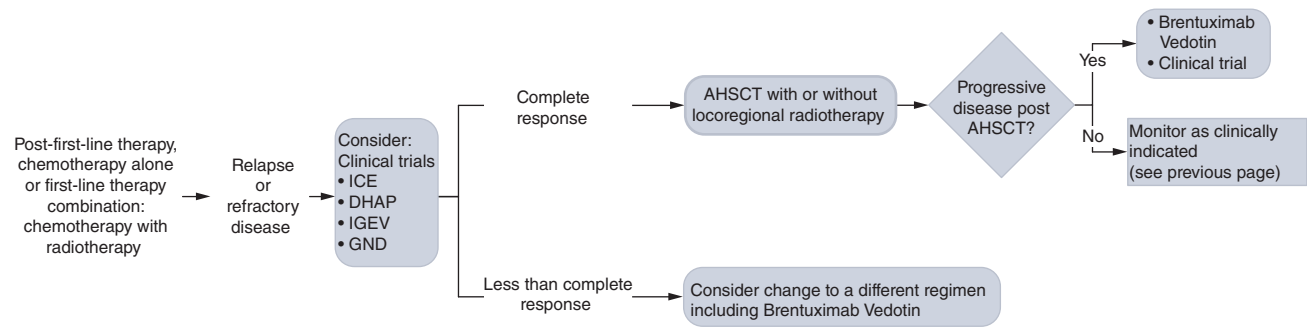 Post-first-line therapy,
chemotherapy alone
or first-line therapy
combination:
chemotherapy with
radiotherapy
Relapse
or
refractory
disease
Consider:
Clinical trials
• ICE
• DHAP
• IGEV
• GND
Complete
response
AHSCT with or without
locoregional radiotherapy
Progressive
disease post
AHSCT?
Yes
• Brentuximab
Vedotin
• Clinical trial
No
Monitor as clinically
indicated
(see previous page)
Less than complete
response
Consider change to a different regimen
including Brentuximab Vedotin